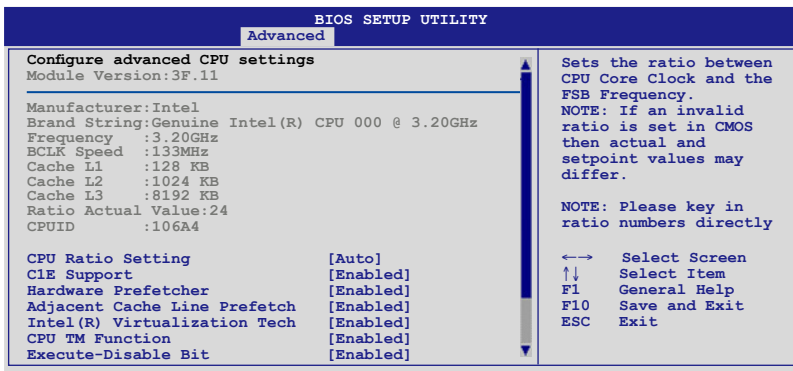 BIOS SETUP UTILITY
Advanced
Configure advanced CPU settings
Module Version:3F.11
Manufacturer:Intel
Brand String:Genuine Intel(R) CPU 000 @ 3.20GHz
Frequency :3.20GHz
BCLK Speed :133MHz
Cache L1 :128 KB
Cache L2 :1024 KB
Cache L3 :8192 KB
Ratio Actual Value:24
CPUID :106A4
CPU Ratio Setting [Auto]
C1E Support [Enabled]
Hardware Prefetcher [Enabled]
Adjacent Cache Line Prefetch [Enabled]
Intel(R) Virtualization Tech [Enabled]
CPU TM Function [Enabled]
Execute-Disable Bit [Enabled]
Sets the ratio between
CPU Core Clock and the
FSB Frequency.
NOTE: If an invalid
ratio is set in CMOS
then actual and
setpoint values may
differ.
NOTE: Please key in
ratio numbers directly
←→ Select Screen
↑↓ Select Item
F1 General Help
F10 Save and Exit
ESC Exit